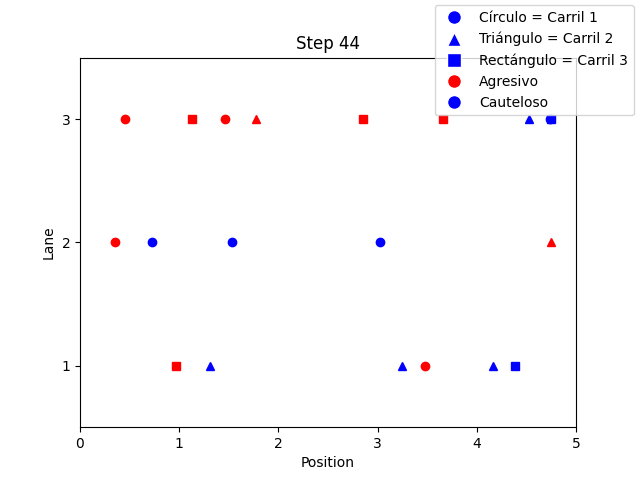 Step 44
Círculo = Carril 1
Triángulo = Carril 2
Rectángulo = Carril 3
Agresivo
Cauteloso
Lane
3
2
1
0 1 2 3 4 5
Position